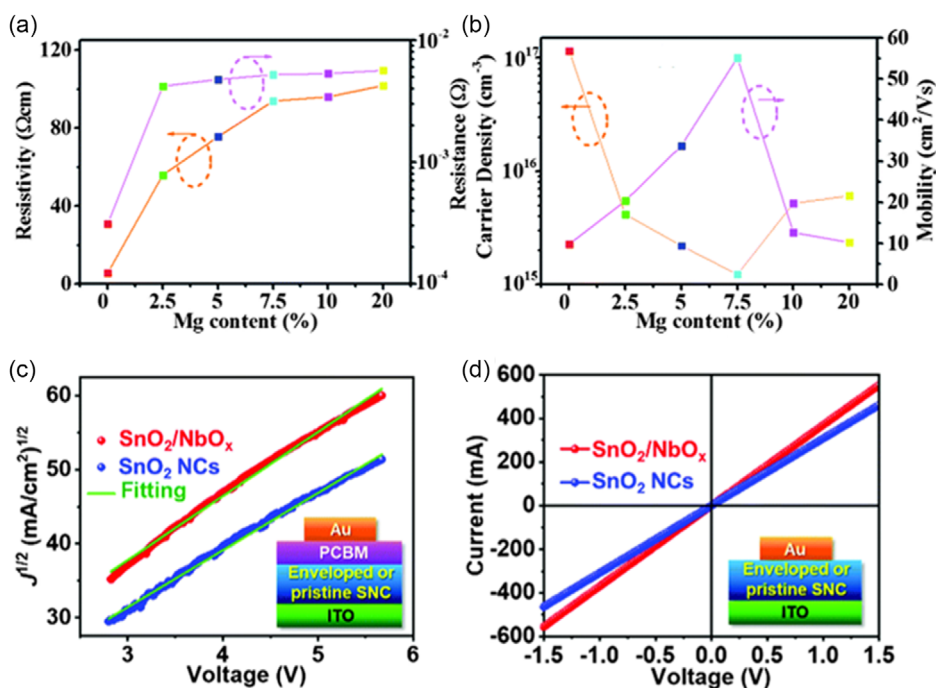 (a)
Resistivity (Ωcm)
120
80
40
0
10⁻²
10⁻³
10⁻⁴
Resistance (Ω)
0 2.5 5 7.5 10 20
Mg content (%)
(b)
Carrier Density (cm⁻³)
10¹⁷
10¹⁶
10¹⁵
60
50
40
30
20
10
0
Mobility (cm²/Vs)
0 2.5 5 7.5 10 20
Mg content (%)
(c)
J¹/² (mA/cm²)¹/²
60
50
40
30
SnO₂/NbOₓ
SnO₂ NCs
Fitting
Au
PCBM
Enveloped or
pristine SNC
ITO
3 4 5 6
Voltage (V)
(d)
Current (mA)
600
400
200
0
-200
-400
-600
SnO₂/NbOₓ
SnO₂ NCs
Au
Enveloped or
pristine SNC
ITO
-1.5 -1.0 -0.5 0.0 0.5 1.0 1.5
Voltage (V)